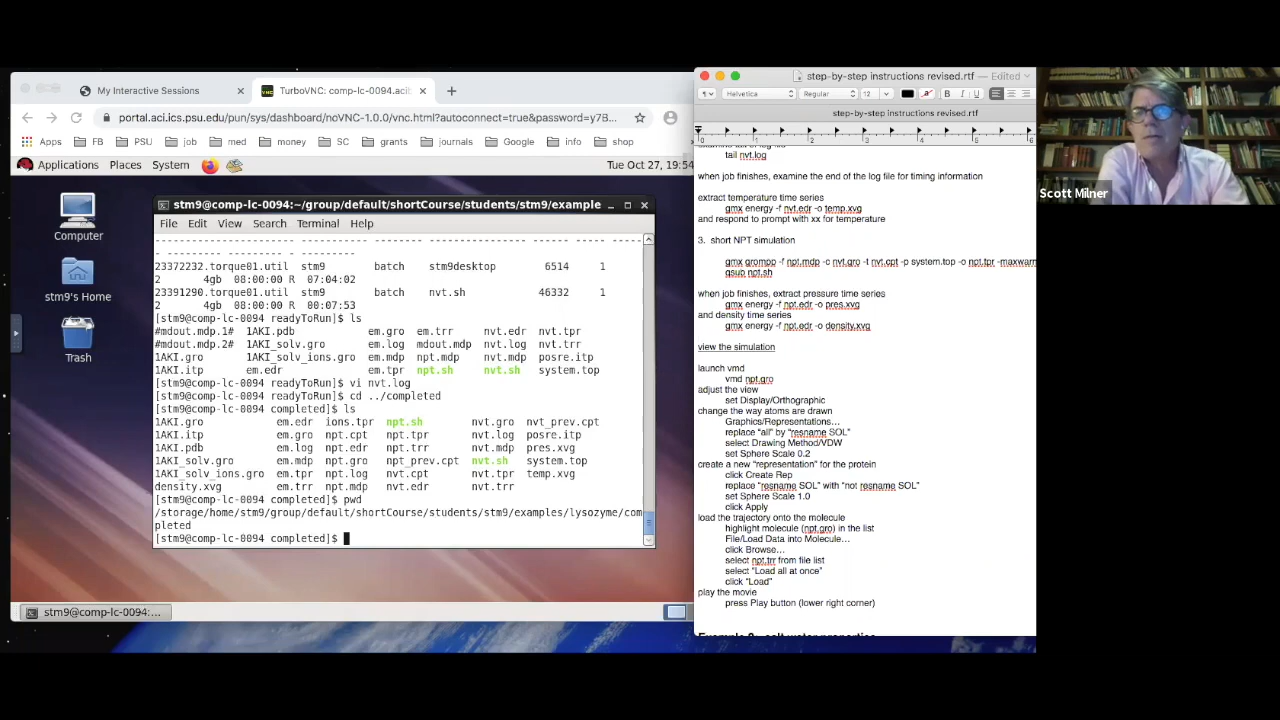 My Interactive Sessions
TurboVNC: comp-lc-0094.acib
portal.aci.ics.psu.edu/pun/sys/dashboard/noVNC-1.0.0/vnc.html?autoconnect=true&password=y7B...
Apps FB PSU job med money SC grants journals Google info shop
Applications Places System Tue Oct 27, 19:54
Computer
stm9's Home
Trash
stm9@comp-lc-0094:~/group/default/shortCourse/students/stm9/example
File Edit View Search Terminal Help
23372232.torque01.util stm9 batch stm9desktop 6514 1
2 4gb 08:00:00 R 07:04:02
23391290.torque01.util stm9 batch nvt.sh 46332 1
2 4gb 08:00:00 R 00:07:53
[stm9@comp-lc-0094 readyToRun]$ ls
#mdout.mdp.1# 1AKI.pdb em.gro em.trr nvt.edr nvt.tpr
#mdout.mdp.2# 1AKI_solv.gro em.log mdout.mdp nvt.log nvt.trr
1AKI.gro 1AKI_solv_ions.gro em.mdp npt.mdp nvt.mdp posre.itp
1AKI.itp em.edr em.tpr npt.sh nvt.sh system.top
[stm9@comp-lc-0094 readyToRun]$ vi nvt.log
[stm9@comp-lc-0094 readyToRun]$ cd ../completed
[stm9@comp-lc-0094 completed]$ ls
1AKI.gro em.edr ions.tpr npt.sh nvt.gro nvt_prev.cpt
1AKI.itp em.gro npt.cpt npt.tpr nvt.log posre.itp
1AKI.pdb em.log npt.edr npt.trr nvt.mdp pres.xvg
1AKI_solv.gro em.mdp npt.gro npt_prev.cpt nvt.sh system.top
1AKI_solv_ions.gro em.tpr npt.log nvt.cpt nvt.tpr temp.xvg
density.xvg em.trr npt.mdp nvt.edr nvt.trr
[stm9@comp-lc-0094 completed]$ pwd
/storage/home/stm9/group/default/shortCourse/students/stm9/examples/lysozyme/com
pleted
[stm9@comp-lc-0094 completed]$
stm9@comp-lc-0094:...
step-by-step instructions revised.rtf — Edited
Helvetica Regular 12 B I U
step-by-step instructions revised.rtf
0 1 2 3 4 5 6
tail nvt.log
when job finishes, examine the end of the log file for timing information
extract temperature time series
gmx energy -f nvt.edr -o temp.xvg
and respond to prompt with xx for temperature
3. short NPT simulation
gmx grompp -f npt.mdp -c nvt.gro -t nvt.cpt -p system.top -o npt.tpr -maxwarn
qsub npt.sh
when job finishes, extract pressure time series
gmx energy -f npt.edr -o pres.xvg
and density time series
gmx energy -f npt.edr -o density.xvg
view the simulation
launch vmd
vmd npt.gro
adjust the view
set Display/Orthographic
change the way atoms are drawn
Graphics/Representations...
replace “all” by “resname SOL”
select Drawing Method/VDW
set Sphere Scale 0.2
create a new “representation” for the protein
click Create Rep
replace “resname SOL” with “not resname SOL”
set Sphere Scale 1.0
click Apply
load the trajectory onto the molecule
highlight molecule (npt.gro) in the list
File/Load Data into Molecule...
click Browse...
select npt.trr from file list
select “Load all at once”
click “Load”
play the movie
press Play button (lower right corner)
Scott Milner